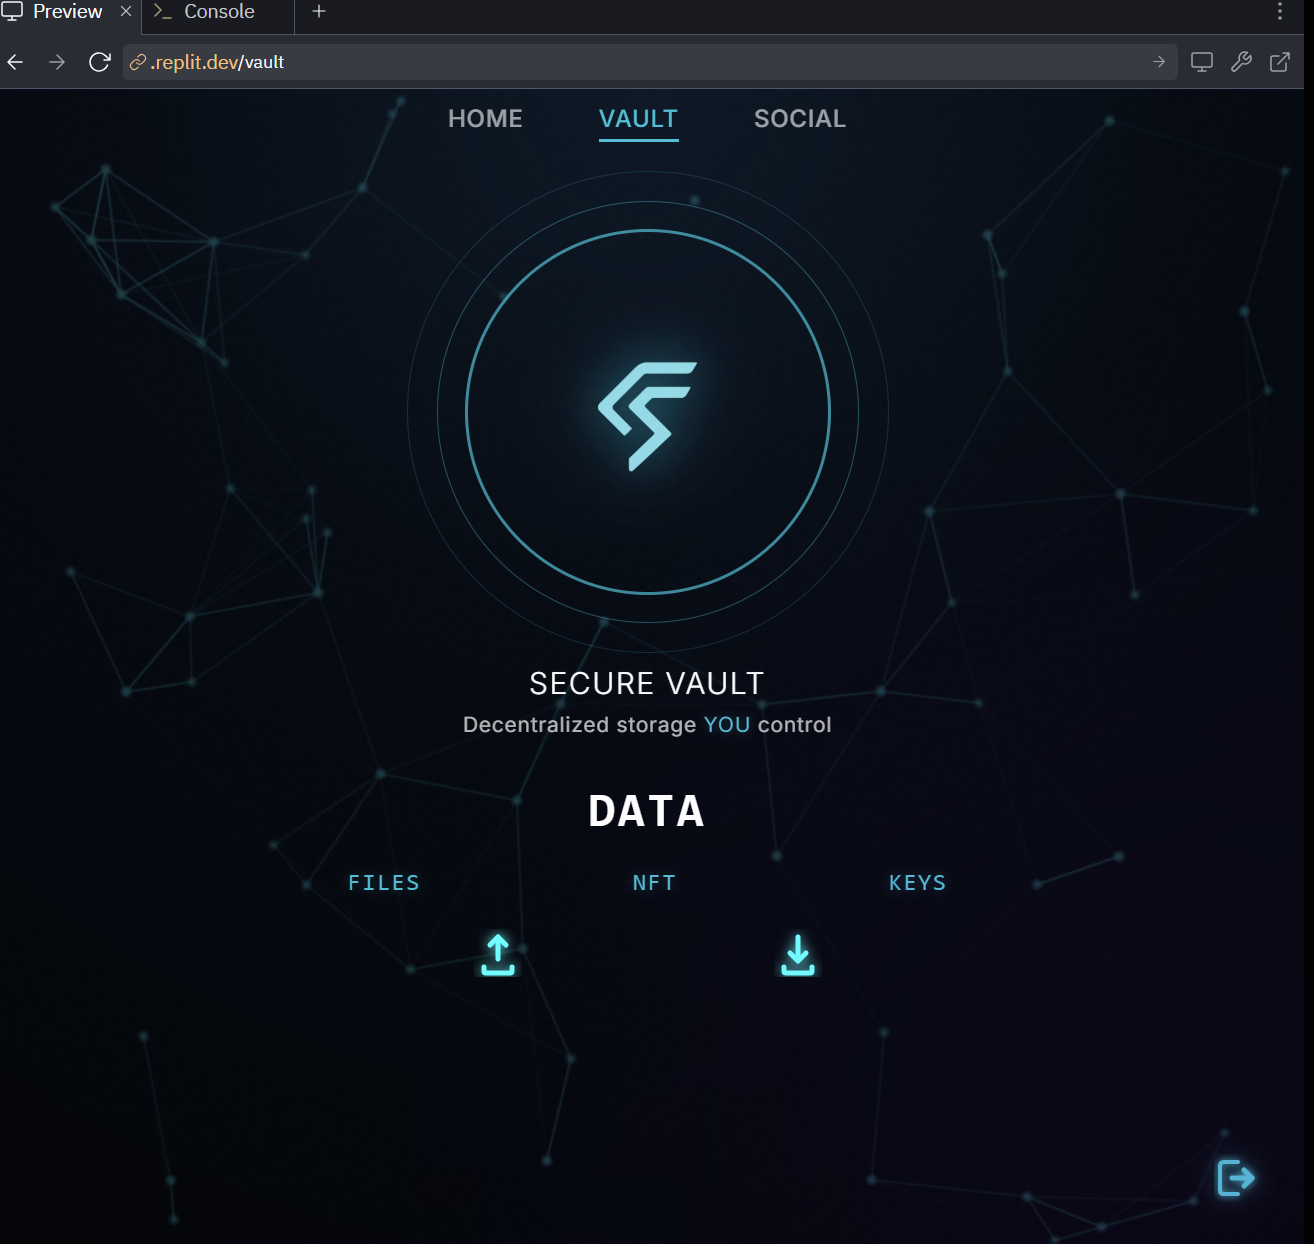 Preview
Console
.replit.dev/vault
HOME VAULT SOCIAL
SECURE VAULT
Decentralized storage YOU control
DATA
FILES NFT KEYS